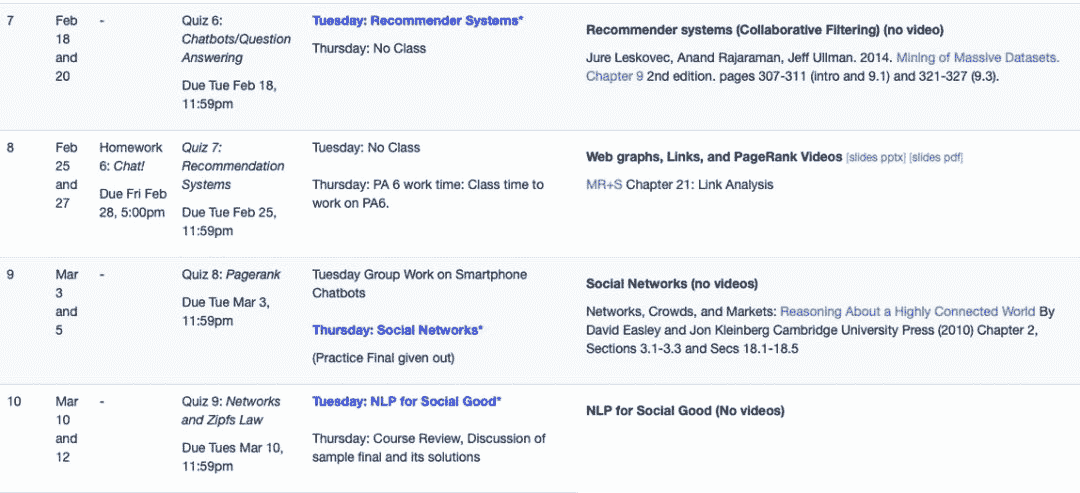 7
Feb
18
and
20
-
Quiz 6:
Chatbots/Question
Answering
Due Tue Feb 18,
11:59pm
Tuesday: Recommender Systems*
Thursday: No Class
Recommender systems (Collaborative Filtering) (no video)
Jure Leskovec, Anand Rajaraman, Jeff Ullman. 2014. Mining of Massive Datasets.
Chapter 9 2nd edition. pages 307-311 (intro and 9.1) and 321-327 (9.3).
8
Feb
25
and
27
Homework
6: Chat!
Due Fri Feb
28, 5:00pm
Quiz 7:
Recommendation
Systems
Due Tue Feb 25,
11:59pm
Tuesday: No Class
Thursday: PA 6 work time: Class time to
work on PA6.
Web graphs, Links, and PageRank Videos [slides pptx] [slides pdf]
MR+S Chapter 21: Link Analysis
9
Mar
3
and
5
-
Quiz 8: Pagerank
Due Tue Mar 3,
11:59pm
Tuesday Group Work on Smartphone
Chatbots
Thursday: Social Networks*
(Practice Final given out)
Social Networks (no videos)
Networks, Crowds, and Markets: Reasoning About a Highly Connected World By
David Easley and Jon Kleinberg Cambridge University Press (2010) Chapter 2,
Sections 3.1-3.3 and Secs 18.1-18.5
10
Mar
10
and
12
-
Quiz 9: Networks
and Zipfs Law
Due Tues Mar 10,
11:59pm
Tuesday: NLP for Social Good*
Thursday: Course Review, Discussion of
sample final and its solutions
NLP for Social Good (No videos)